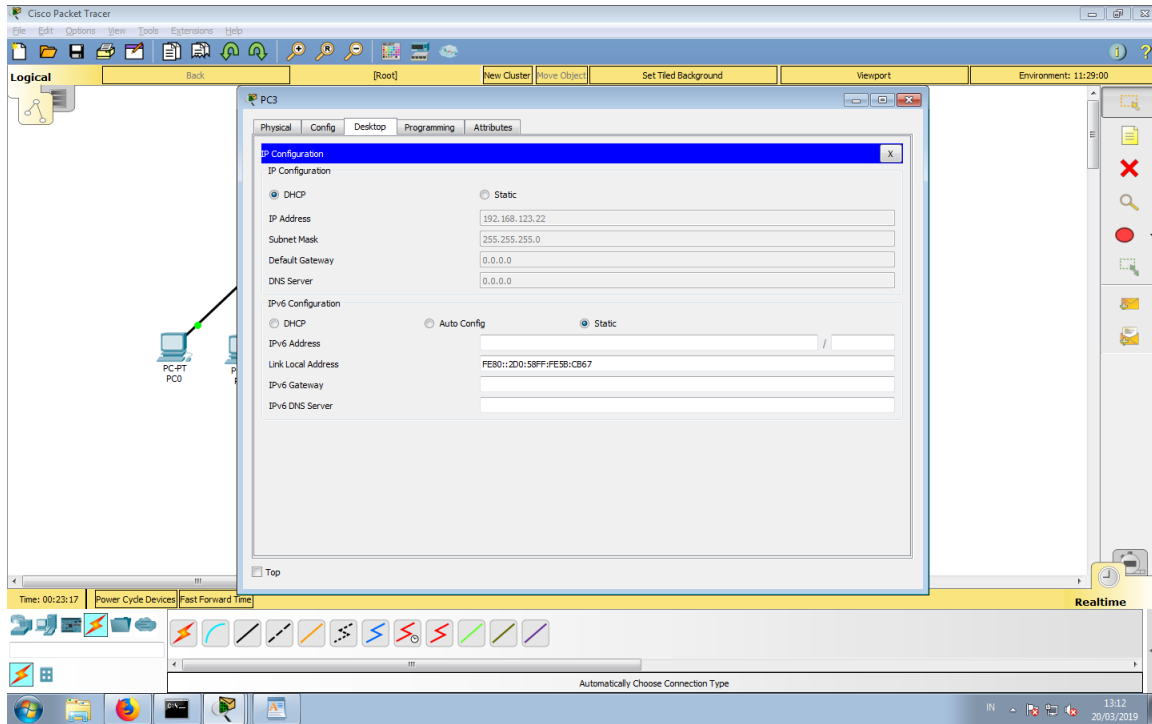 Cisco Packet Tracer
File Edit Options View Tools Extensions Help
Logical Back [Root] New Cluster Move Object Set Tiled Background Viewport Environment: 11:29:00
PC3
Physical Config Desktop Programming Attributes
IP Configuration X
IP Configuration
DHCP Static
IP Address 192.168.123.22
Subnet Mask 255.255.255.0
Default Gateway 0.0.0.0
DNS Server 0.0.0.0
IPv6 Configuration
DHCP Auto Config Static
IPv6 Address /
Link Local Address FE80::2D0:58FF:FE5B:CB67
IPv6 Gateway
IPv6 DNS Server
PC-PT
PC0
Top
Time: 00:23:17 Power Cycle Devices Fast Forward Time Realtime
Automatically Choose Connection Type
IN 13:12
20/03/2019